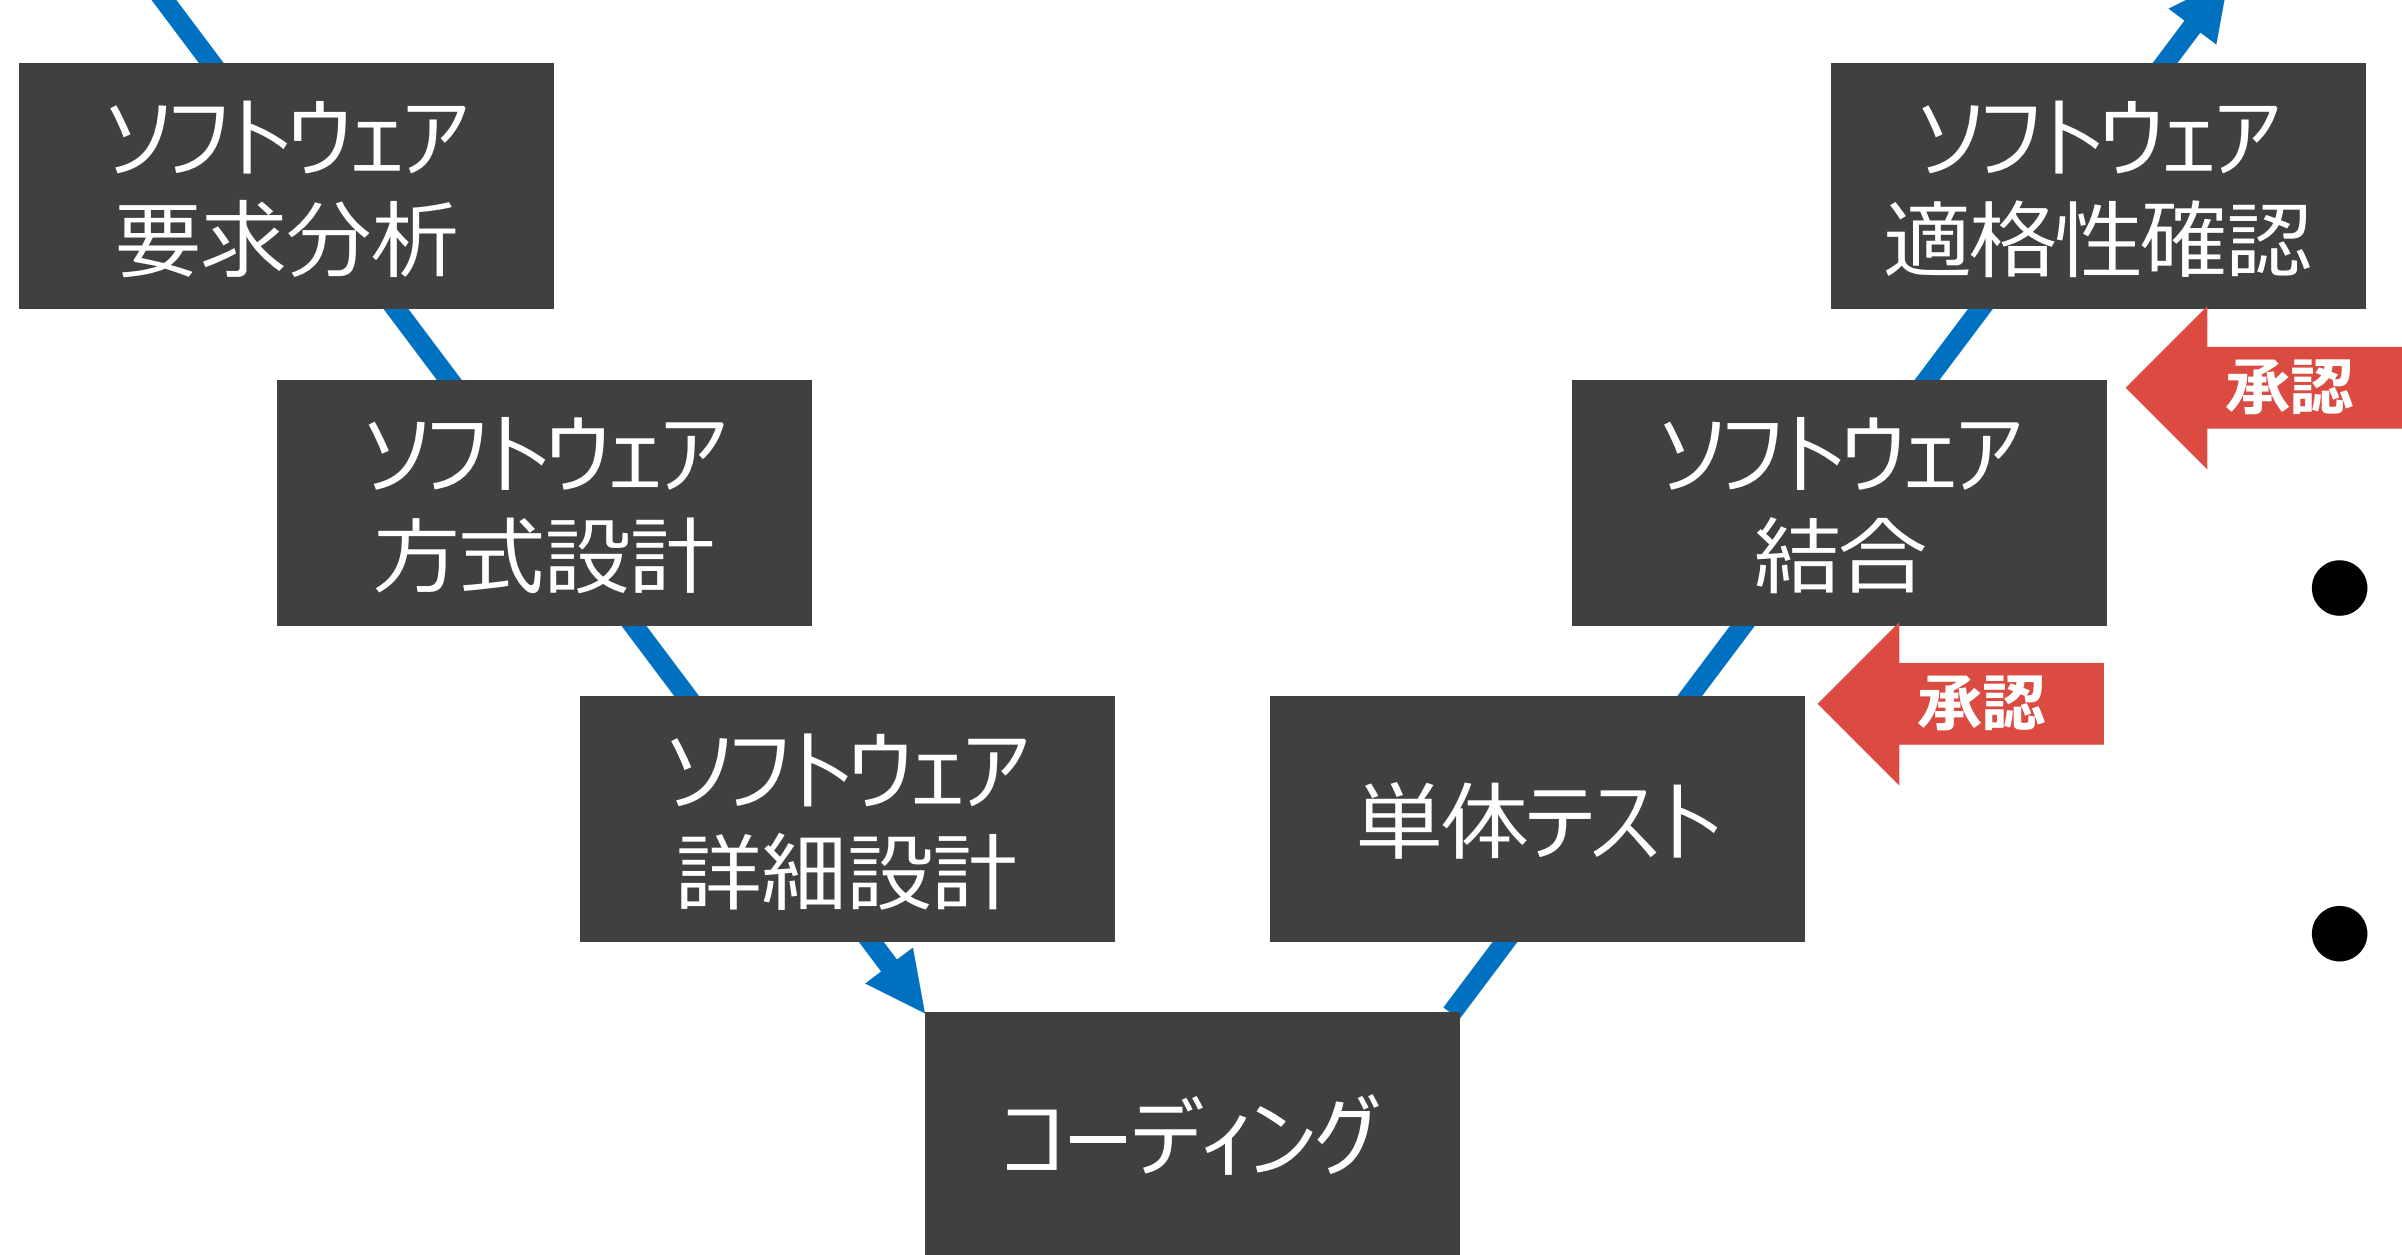 ソフトウェア
要求分析
ソフトウェア
適格性確認
承認
ソフトウェア
方式設計
ソフトウェア
結合
承認
ソフトウェア
詳細設計
単体テスト
コーディング